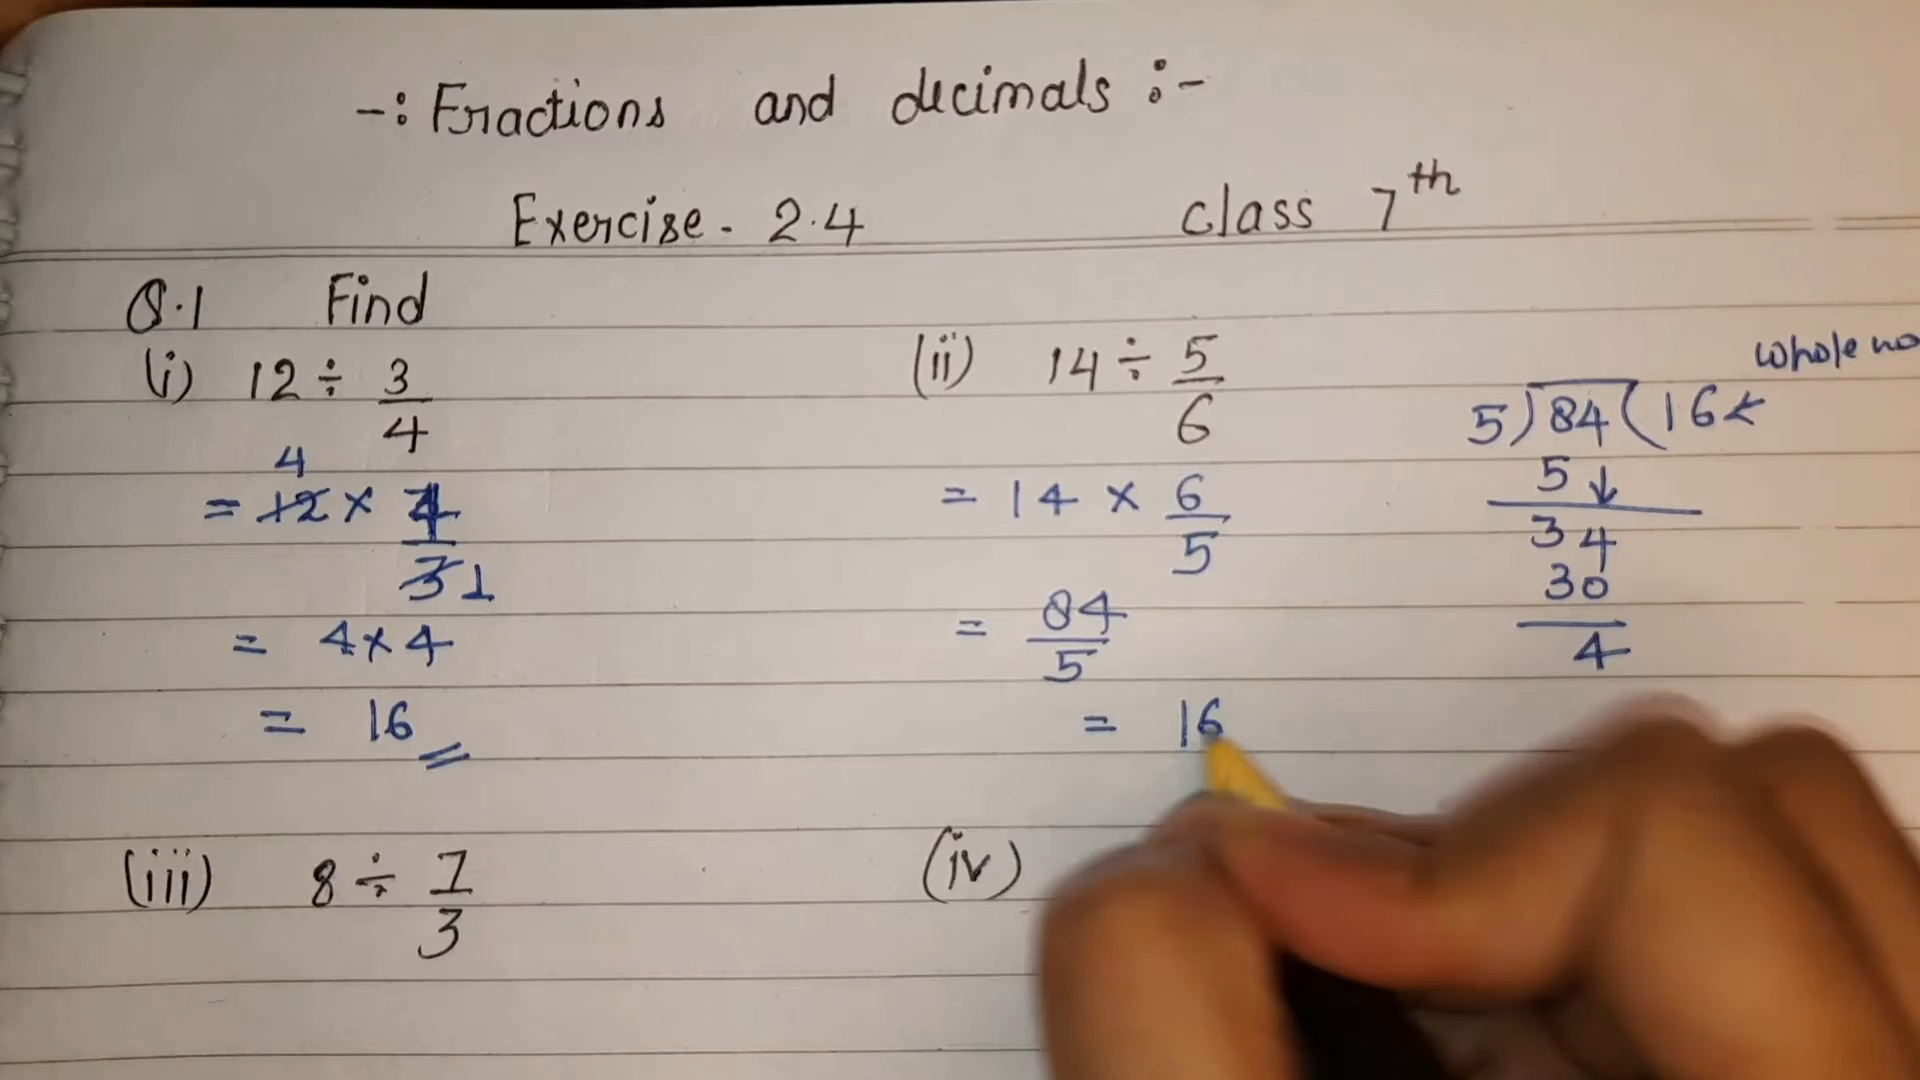 -: Fractions and decimals :-
Exercise - 2.4 class 7th
Q.1 Find
(i) 12 ÷ 3/4
4
= 12 × 4/3 1
= 4 × 4
= 16
(ii) 14 ÷ 5/6
= 14 × 6/5
= 84/5
= 16
whole no
5) 84 ( 16
5 ↓
34
30
4
(iii) 8 ÷ 7/3
(iv)